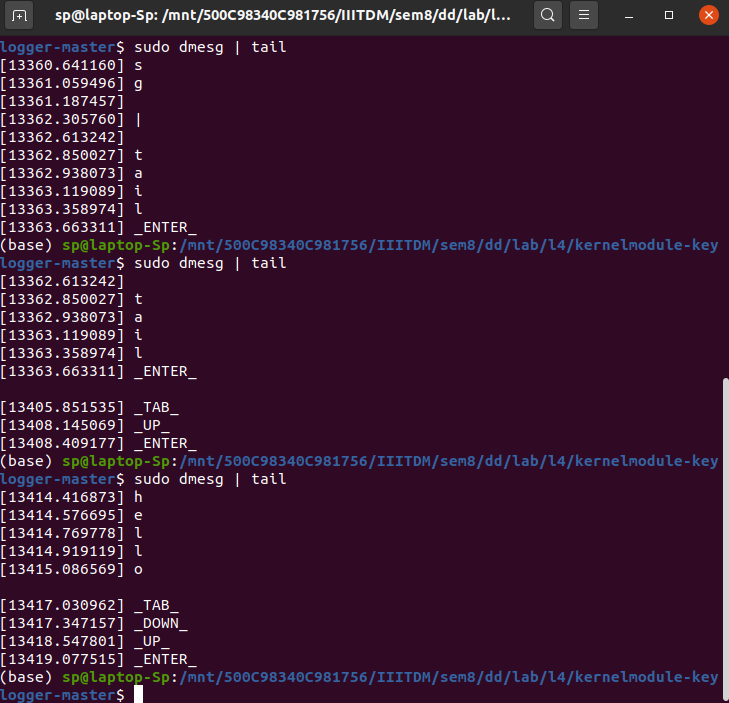 sp@laptop-Sp: /mnt/500C98340C981756/IIITDM/sem8/dd/lab/l...
logger-master$ sudo dmesg | tail
[13360.641160] s
[13361.059496] g
[13361.187457]
[13362.305760] |
[13362.613242]
[13362.850027] t
[13362.938073] a
[13363.119089] i
[13363.358974] l
[13363.663311] _ENTER_
(base) sp@laptop-Sp:/mnt/500C98340C981756/IIITDM/sem8/dd/lab/l4/kernelmodule-key
logger-master$ sudo dmesg | tail
[13362.613242]
[13362.850027] t
[13362.938073] a
[13363.119089] i
[13363.358974] l
[13363.663311] _ENTER_
[13405.851535] _TAB_
[13408.145069] _UP_
[13408.409177] _ENTER_
(base) sp@laptop-Sp:/mnt/500C98340C981756/IIITDM/sem8/dd/lab/l4/kernelmodule-key
logger-master$ sudo dmesg | tail
[13414.416873] h
[13414.576695] e
[13414.769778] l
[13414.919119] l
[13415.086569] o
[13417.030962] _TAB_
[13417.347157] _DOWN_
[13418.547801] _UP_
[13419.077515] _ENTER_
(base) sp@laptop-Sp:/mnt/500C98340C981756/IIITDM/sem8/dd/lab/l4/kernelmodule-key
logger-master$